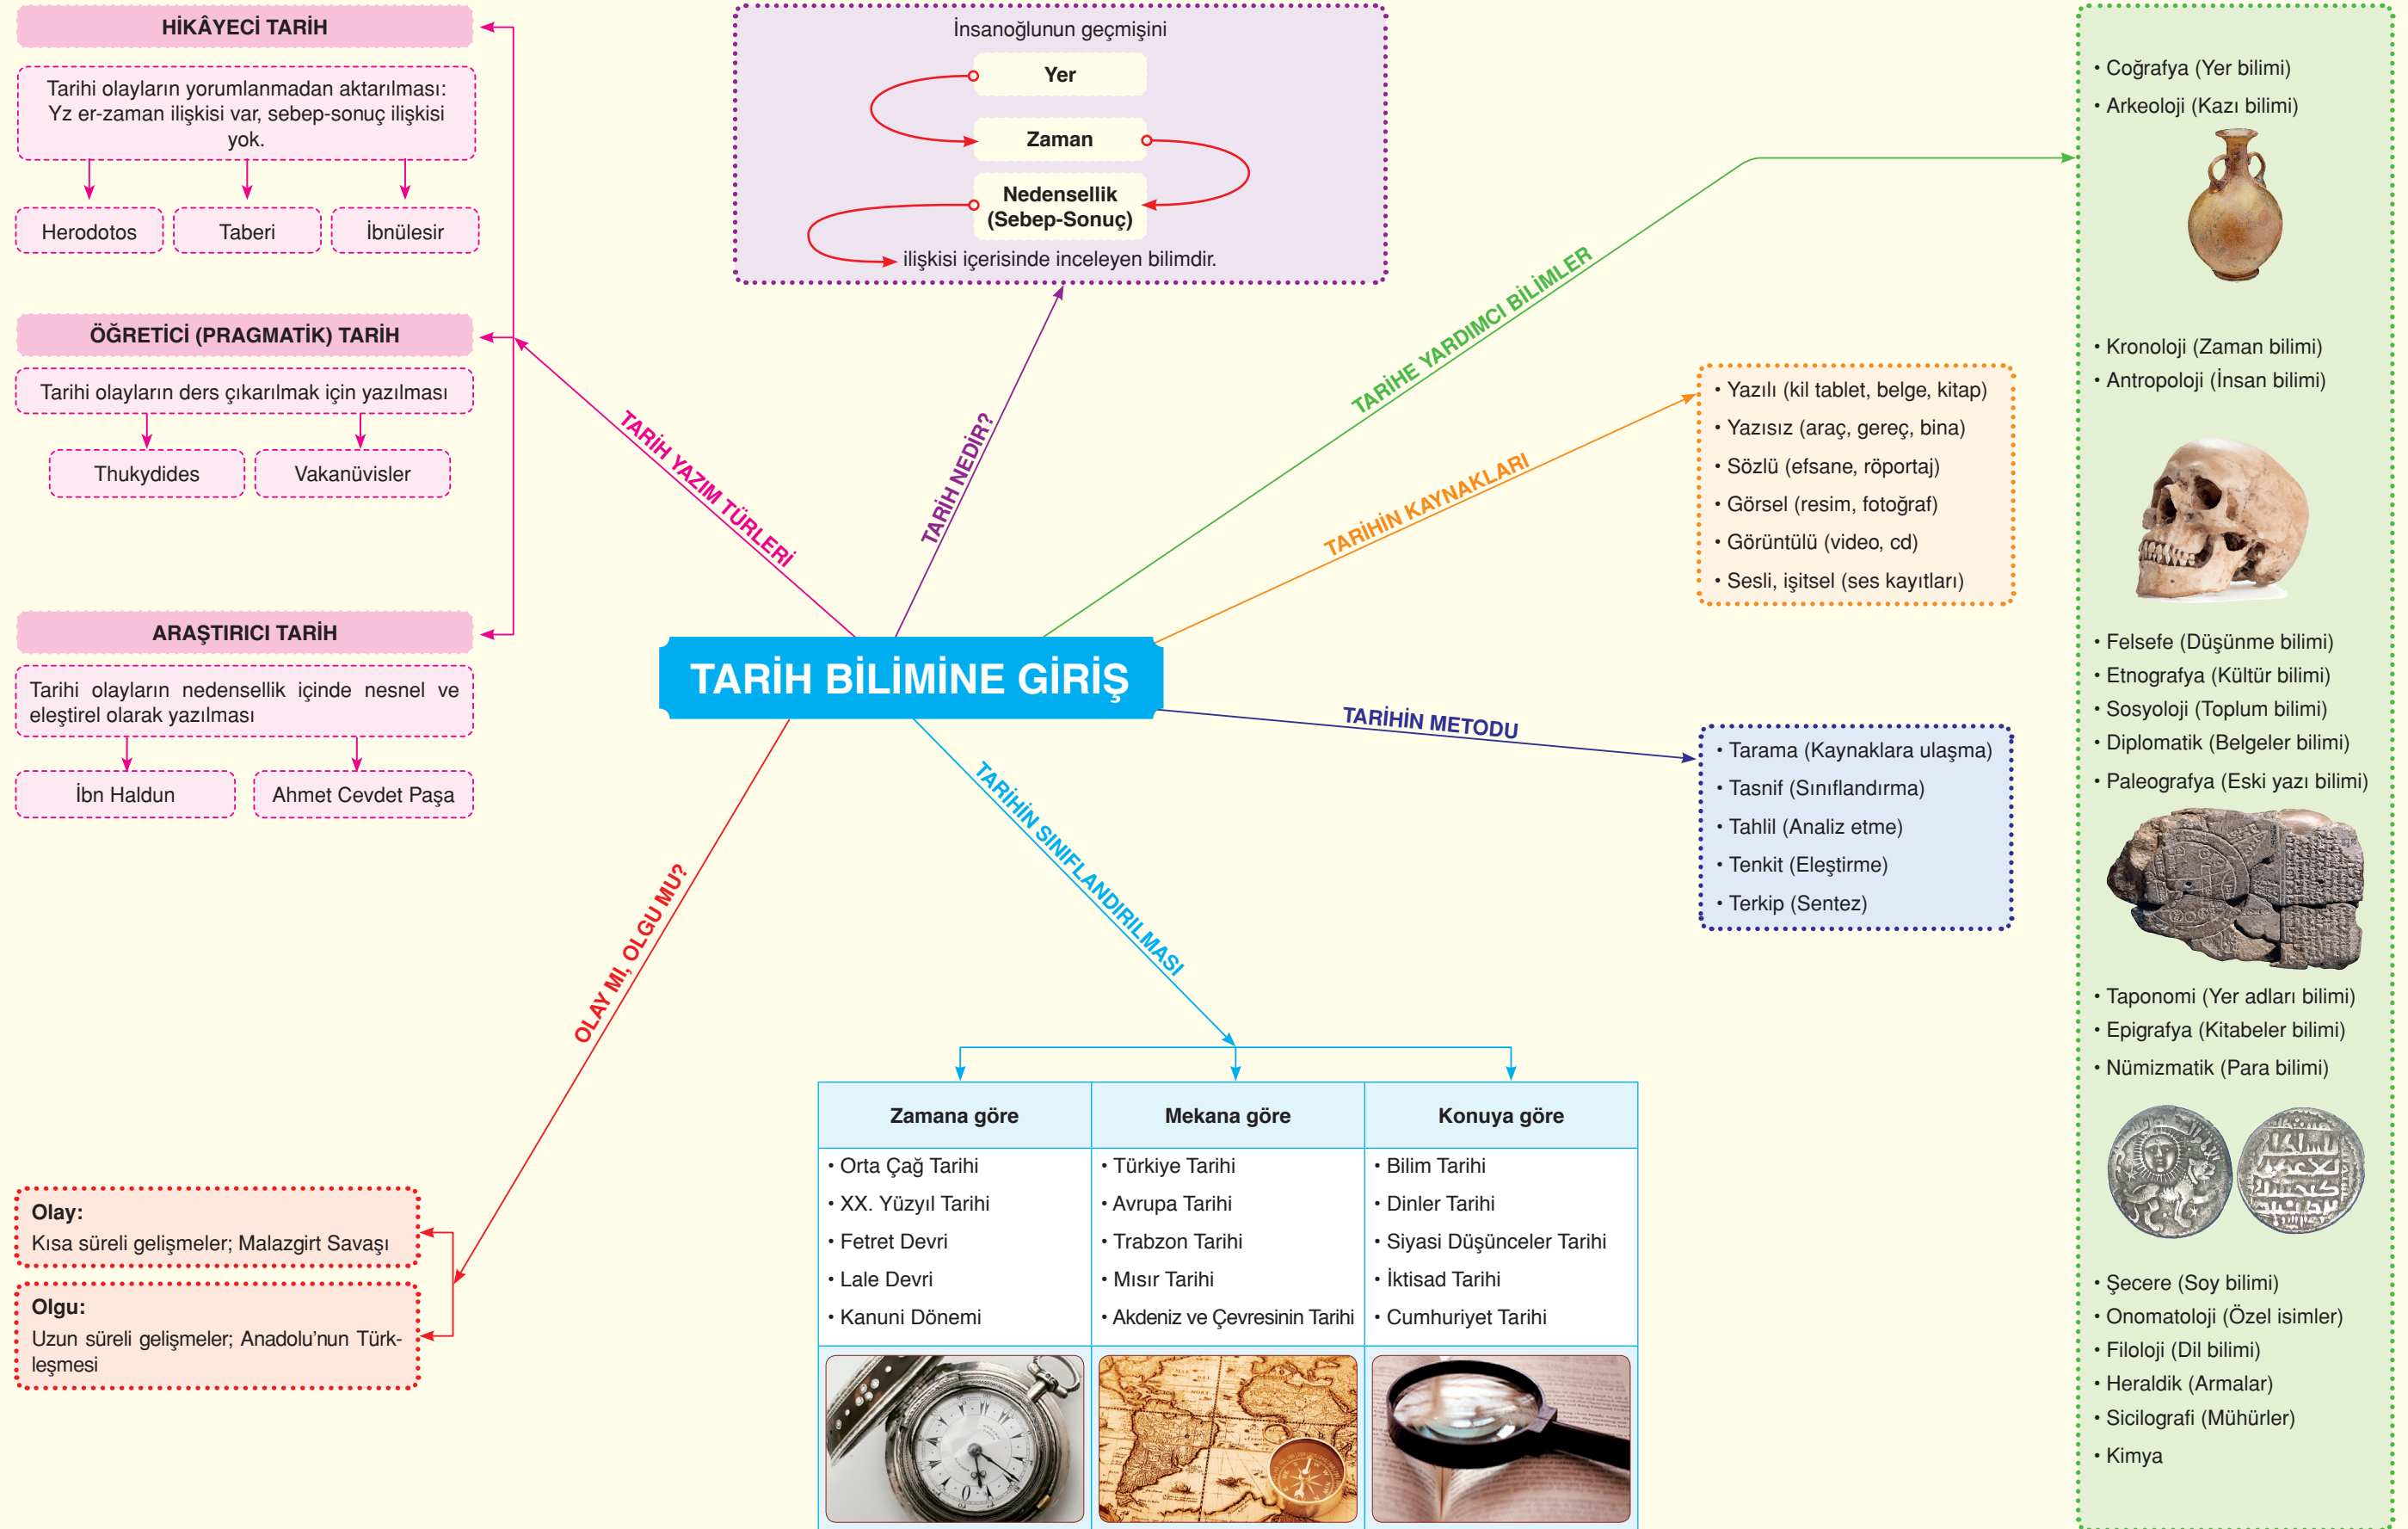 HİKÂYECİ TARİH
Tarihi olayların yorumlanmadan aktarılması:
Yz er-zaman ilişkisi var, sebep-sonuç ilişkisi
yok.
Herodotos
Taberi
İbnülesir
ÖĞRETİCİ (PRAGMATİK) TARİH
Tarihi olayların ders çıkarılmak için yazılması
Thukydides
Vakanüvisler
ARAŞTIRICI TARİH
Tarihi olayların nedensellik içinde nesnel ve
eleştirel olarak yazılması
İbn Haldun
Ahmet Cevdet Paşa
TARİH YAZIM TÜRLERİ
İnsanoğlunun geçmişini
Yer
Zaman
Nedensellik
(Sebep-Sonuç)
ilişkisi içerisinde inceleyen bilimdir.
TARİH NEDİR?
TARİHE YARDIMCI BİLİMLER
• Coğrafya (Yer bilimi)
• Arkeoloji (Kazı bilimi)
• Kronoloji (Zaman bilimi)
• Antropoloji (İnsan bilimi)
• Felsefe (Düşünme bilimi)
• Etnografya (Kültür bilimi)
• Sosyoloji (Toplum bilimi)
• Diplomatik (Belgeler bilimi)
• Paleografya (Eski yazı bilimi)
• Taponomi (Yer adları bilimi)
• Epigrafya (Kitabeler bilimi)
• Nümizmatik (Para bilimi)
• Şecere (Soy bilimi)
• Onomatoloji (Özel isimler)
• Filoloji (Dil bilimi)
• Heraldik (Armalar)
• Sicilografi (Mühürler)
• Kimya
TARİHİN KAYNAKLARI
• Yazılı (kil tablet, belge, kitap)
• Yazısız (araç, gereç, bina)
• Sözlü (efsane, röportaj)
• Görsel (resim, fotoğraf)
• Görüntülü (video, cd)
• Sesli, işitsel (ses kayıtları)
TARİH BİLİMİNE GİRİŞ
TARİHİN METODU
• Tarama (Kaynaklara ulaşma)
• Tasnif (Sınıflandırma)
• Tahlil (Analiz etme)
• Tenkit (Eleştirme)
• Terkip (Sentez)
TARİHİN SINIFLANDIRILMASI
Zamana göre
• Orta Çağ Tarihi
• XX. Yüzyıl Tarihi
• Fetret Devri
• Lale Devri
• Kanuni Dönemi
Mekana göre
• Türkiye Tarihi
• Avrupa Tarihi
• Trabzon Tarihi
• Mısır Tarihi
• Akdeniz ve Çevresinin Tarihi
Konuya göre
• Bilim Tarihi
• Dinler Tarihi
• Siyasi Düşünceler Tarihi
• İktisad Tarihi
• Cumhuriyet Tarihi
OLAY MI, OLGU MU?
Olay:
Kısa süreli gelişmeler; Malazgirt Savaşı
Olgu:
Uzun süreli gelişmeler; Anadolu’nun Türk-
leşmesi